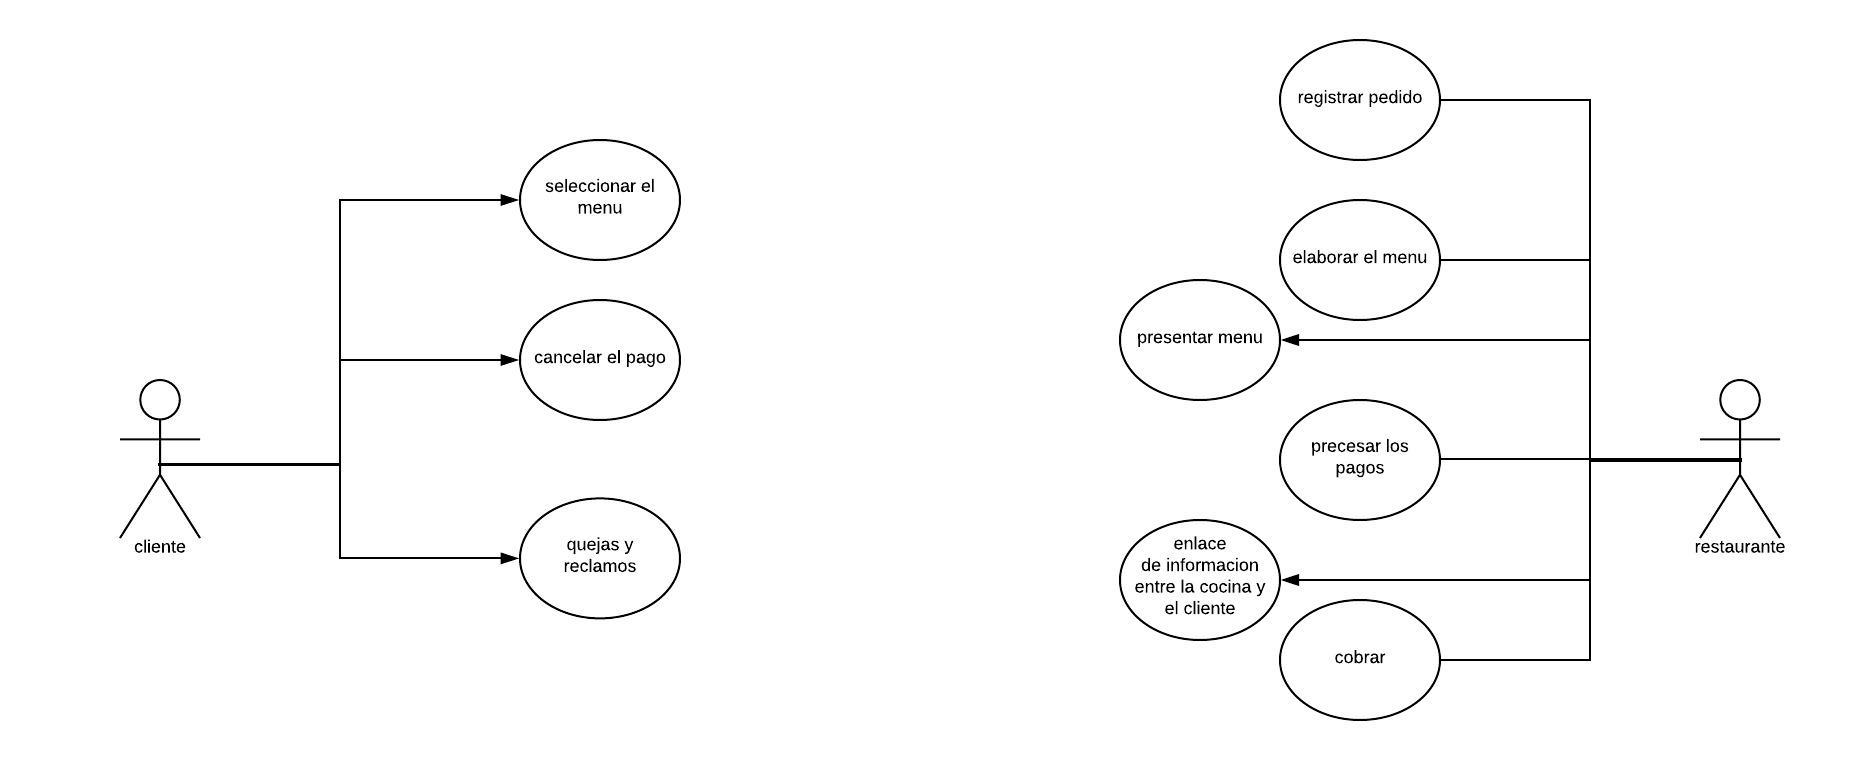 seleccionar el
menu
cancelar el pago
quejas y
reclamos
cliente
registrar pedido
elaborar el menu
presentar menu
precesar los
pagos
enlace
de informacion
entre la cocina y
el cliente
cobrar
restaurante